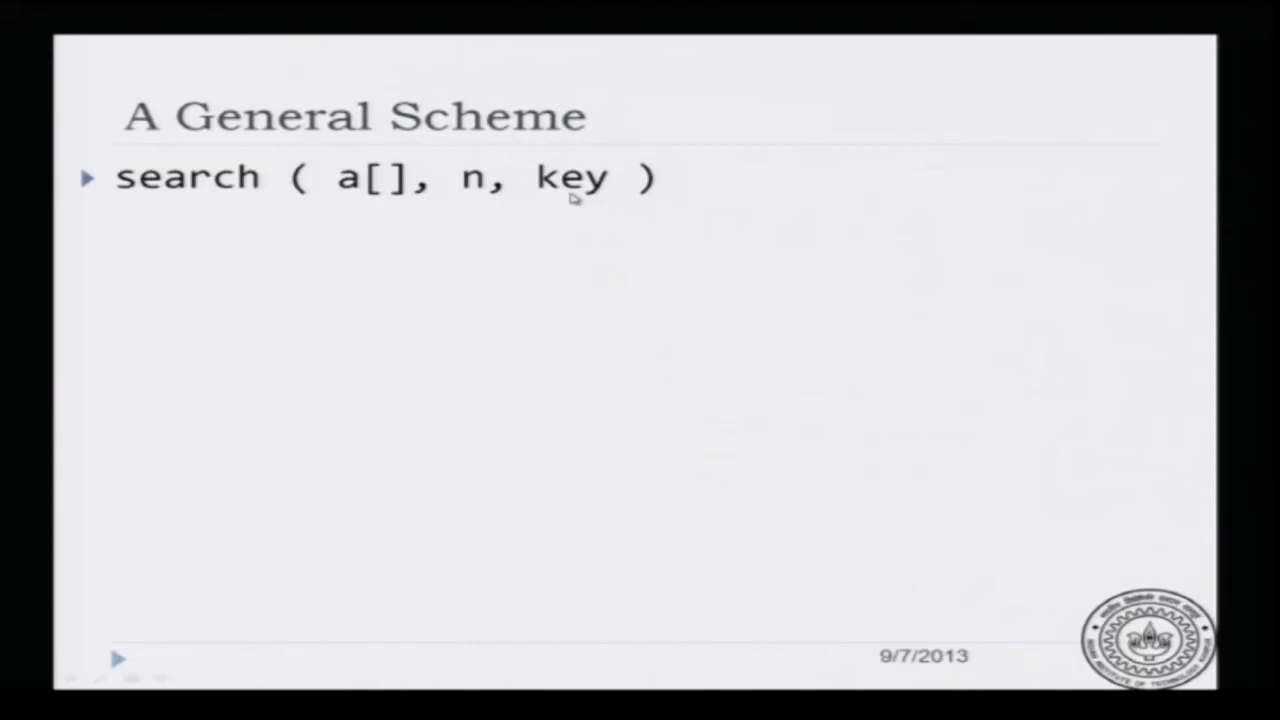 A General Scheme
search ( a[], n, key )
9/7/2013